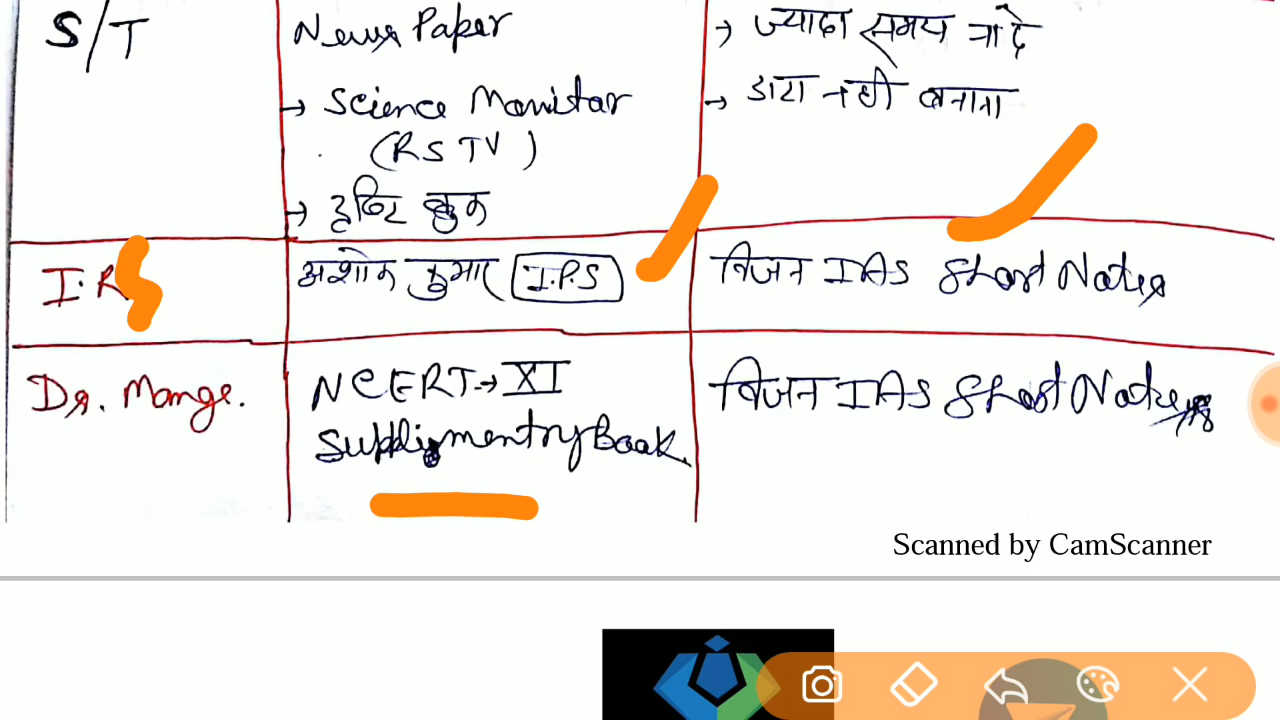 S/T
News Paper
→ ज्यादा समय ना दे
→ Science Monitor
(RS TV)
→ डाटा नही बनाना
→ दृष्टि बुक
I.R
अशोक कुमार I.P.S
विजन IAS Short Notes
Ds. Mange.
NCERT → XI
Supplimentry Book
विजन IAS Short Notes
Scanned by CamScanner